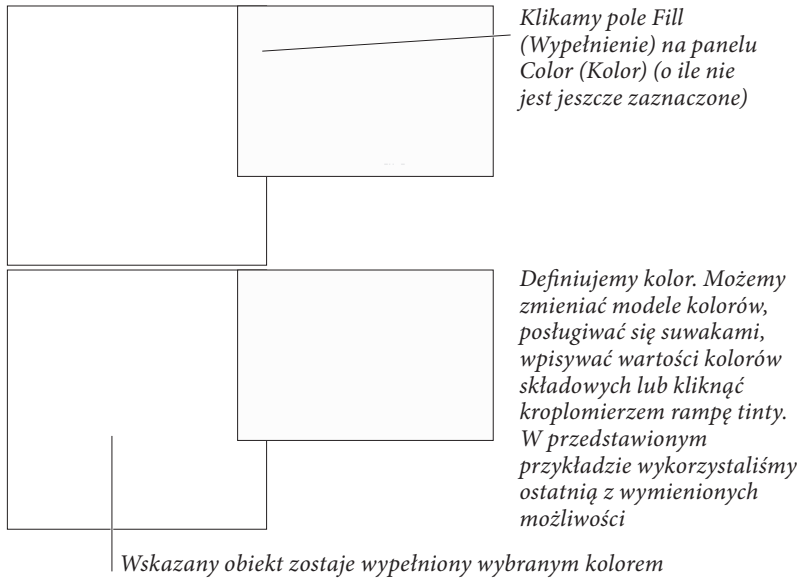 Klikamy pole Fill
(Wypełnienie) na panelu
Color (Kolor) (o ile nie
jest jeszcze zaznaczone)
Definiujemy kolor. Możemy
zmieniać modele kolorów,
posługiwać się suwakami,
wpisywać wartości kolorów
składowych lub kliknąć
kroplomierzem rampę tinty.
W przedstawionym
przykładzie wykorzystaliśmy
ostatnią z wymienionych
możliwości
Wskazany obiekt zostaje wypełniony wybranym kolorem